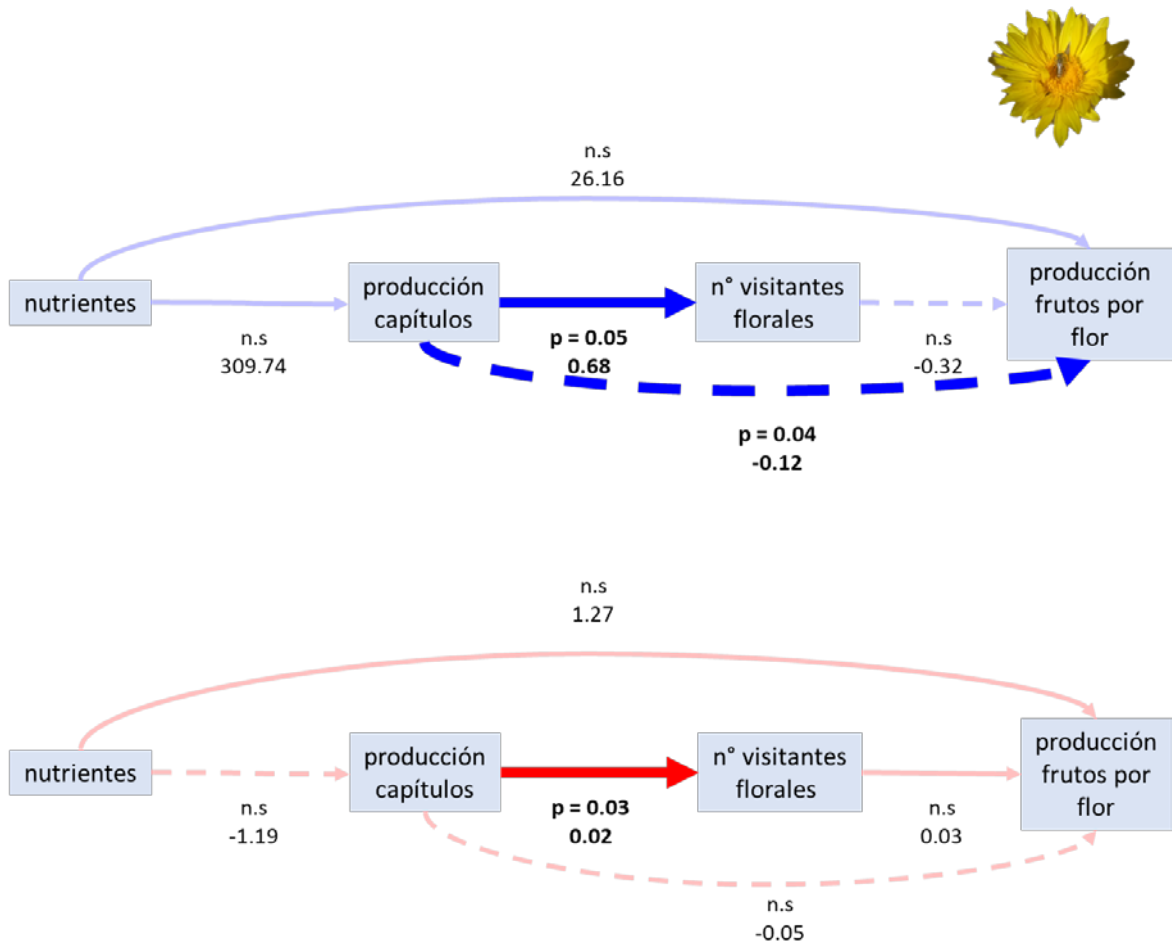 n.s
26.16
nutrientes
producción
capítulos
n° visitantes
florales
producción
frutos por
flor
n.s
309.74
p = 0.05
0.68
n.s
-0.32
p = 0.04
-0.12
n.s
1.27
nutrientes
producción
capítulos
n° visitantes
florales
producción
frutos por
flor
n.s
-1.19
p = 0.03
0.02
n.s
0.03
n.s
-0.05